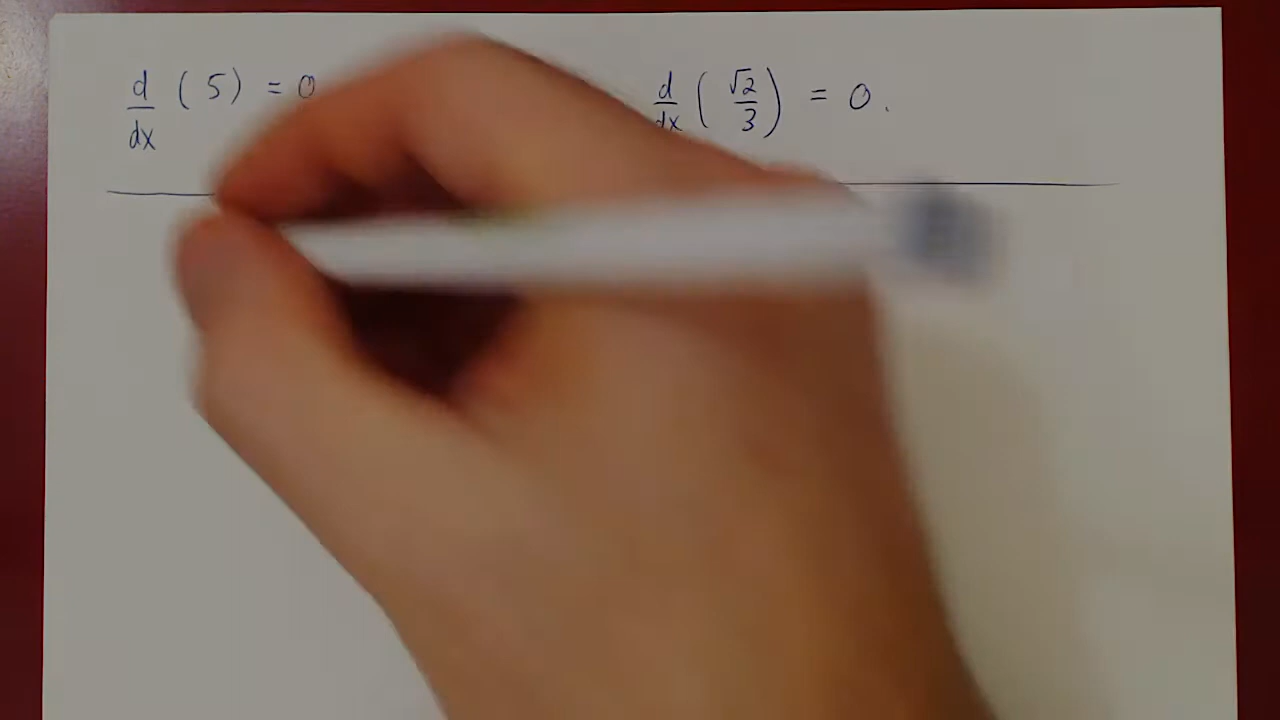 d/dx (5) = 0
d/dx (√2/3) = 0.